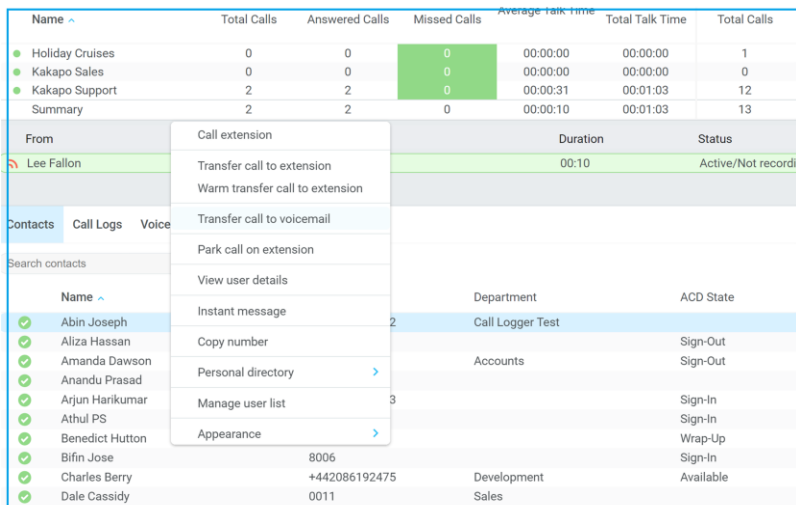 Name Total Calls Answered Calls Missed Calls Average Talk Time Total Talk Time Total Calls
Holiday Cruises 0 0 0 00:00:00 00:00:00 1
Kakapo Sales 0 0 0 00:00:00 00:00:00 0
Kakapo Support 2 2 0 00:00:31 00:01:03 12
Summary 2 2 0 00:00:10 00:01:03 13
From Duration Status
Lee Fallon 00:10 Active/Not recordi
Call extension
Transfer call to extension
Warm transfer call to extension
Transfer call to voicemail
Park call on extension
View user details
Instant message
Copy number
Personal directory
Manage user list
Appearance
Contacts Call Logs Voice
Search contacts
Name Department ACD State
Abin Joseph 2 Call Logger Test
Aliza Hassan Sign-Out
Amanda Dawson Accounts Sign-Out
Anandu Prasad
Arjun Harikumar 3 Sign-In
Athul PS Sign-In
Benedict Hutton Wrap-Up
Bifin Jose 8006 Sign-In
Charles Berry +442086192475 Development Available
Dale Cassidy 0011 Sales